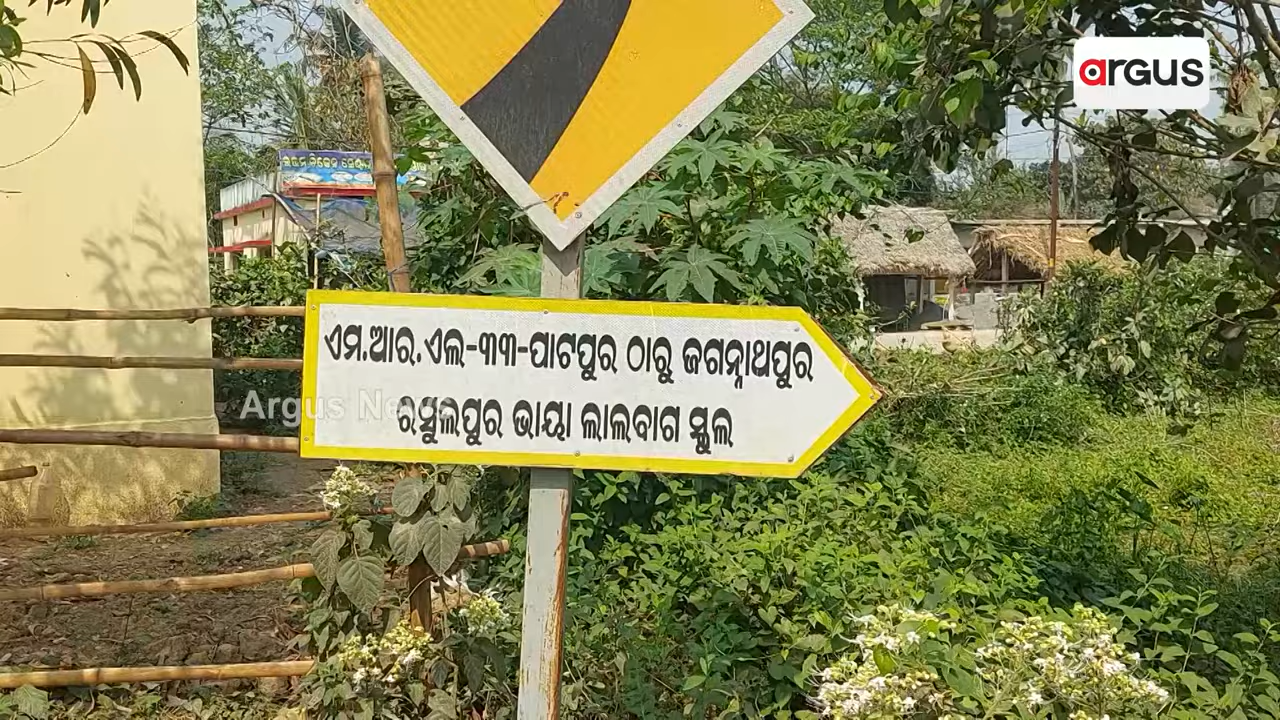 argus
ଏମ.ଆର.ଏଲ-୩୩-ପାଟପୁର ଠାରୁ ଜଗନ୍ନାଥପୁର
ରସୁଲପୁର ଭାୟା ଲାଲବାଗ ସ୍କୁଲ
Argus News